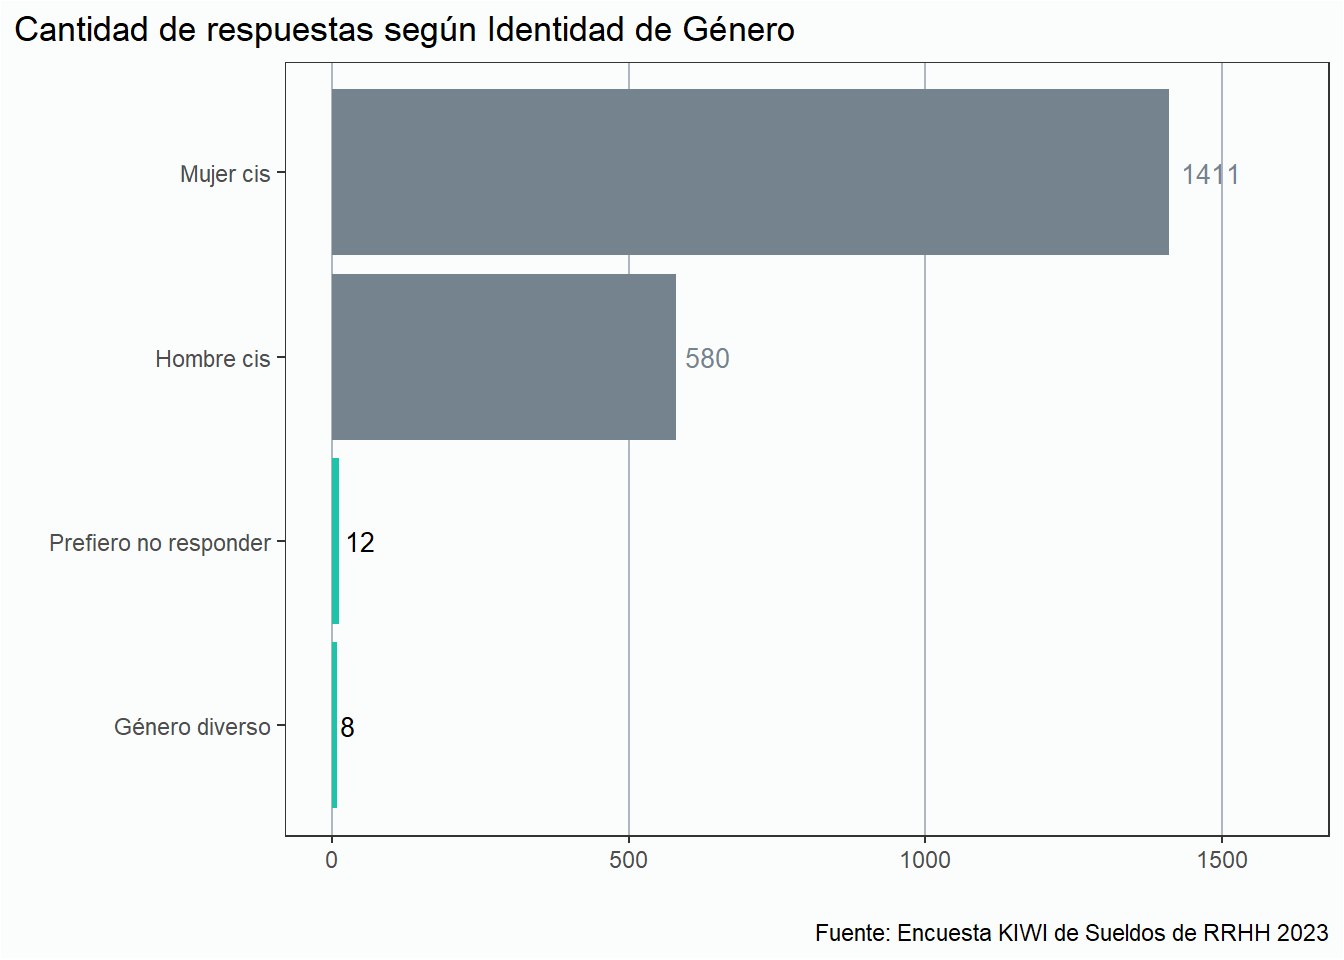 Cantidad de respuestas según Identidad de Género
Mujer cis
1411
Hombre cis
580
Prefiero no responder
12
Género diverso
8
0 500 1000 1500
Fuente: Encuesta KIWI de Sueldos de RRHH 2023